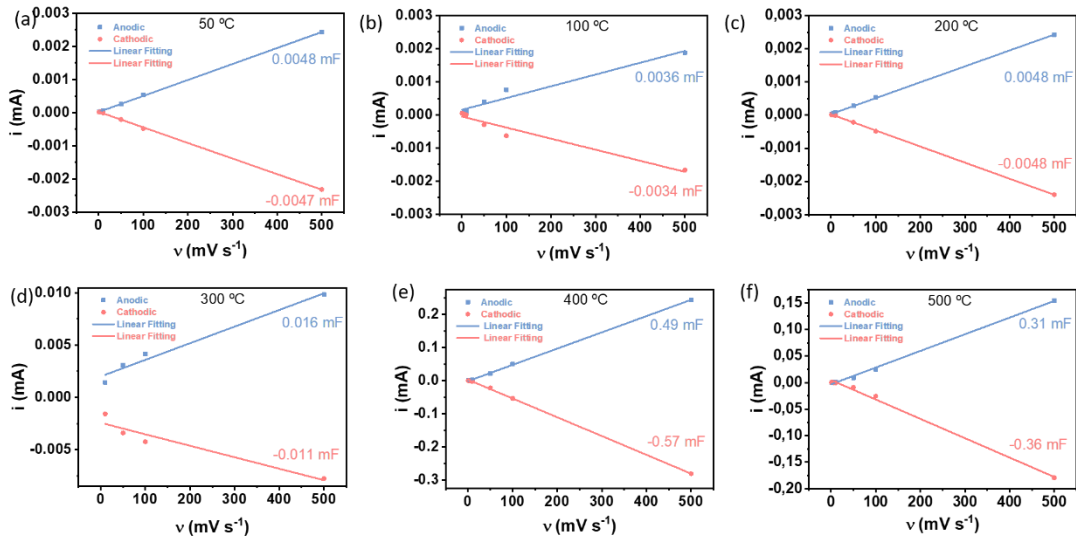 (a)
50 ºC
Anodic
Cathodic
Linear Fitting
Linear Fitting
0.0048 mF
-0.0047 mF
0.003
0.002
0.001
0.000
-0.001
-0.002
-0.003
i (mA)
0 100 200 300 400 500
ν (mV s⁻¹)
(b)
100 ºC
Anodic
Cathodic
Linear Fitting
Linear Fitting
0.0036 mF
-0.0034 mF
0.003
0.002
0.001
0.000
-0.001
-0.002
-0.003
i (mA)
0 100 200 300 400 500
ν (mV s⁻¹)
(c)
200 ºC
Anodic
Cathodic
Linear Fitting
Linear Fitting
0.0048 mF
-0.0048 mF
0,003
0,002
0,001
0,000
-0,001
-0,002
-0,003
i (mA)
0 100 200 300 400 500
ν (mV s⁻¹)
(d)
300 ºC
Anodic
Cathodic
Linear Fitting
Linear Fitting
0.016 mF
-0.011 mF
0.010
0.005
0.000
-0.005
i (mA)
0 100 200 300 400 500
ν (mV s⁻¹)
(e)
400 ºC
Anodic
Cathodic
Linear Fitting
Linear Fitting
0.49 mF
-0.57 mF
0.3
0.2
0.1
0.0
-0.1
-0.2
-0.3
i (mA)
0 100 200 300 400 500
ν (mV s⁻¹)
(f)
500 ºC
Anodic
Cathodic
Linear Fitting
Linear Fitting
0.31 mF
-0.36 mF
0,15
0,10
0,05
0,00
-0,05
-0,10
-0,15
-0,20
i (mA)
0 100 200 300 400 500
ν (mV s⁻¹)